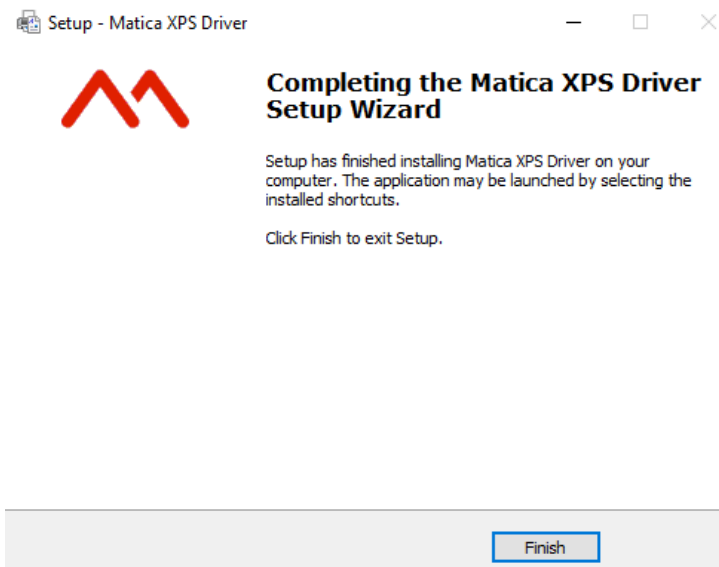 Setup - Matica XPS Driver
Completing the Matica XPS Driver
Setup Wizard
Setup has finished installing Matica XPS Driver on your
computer. The application may be launched by selecting the
installed shortcuts.
Click Finish to exit Setup.
Finish